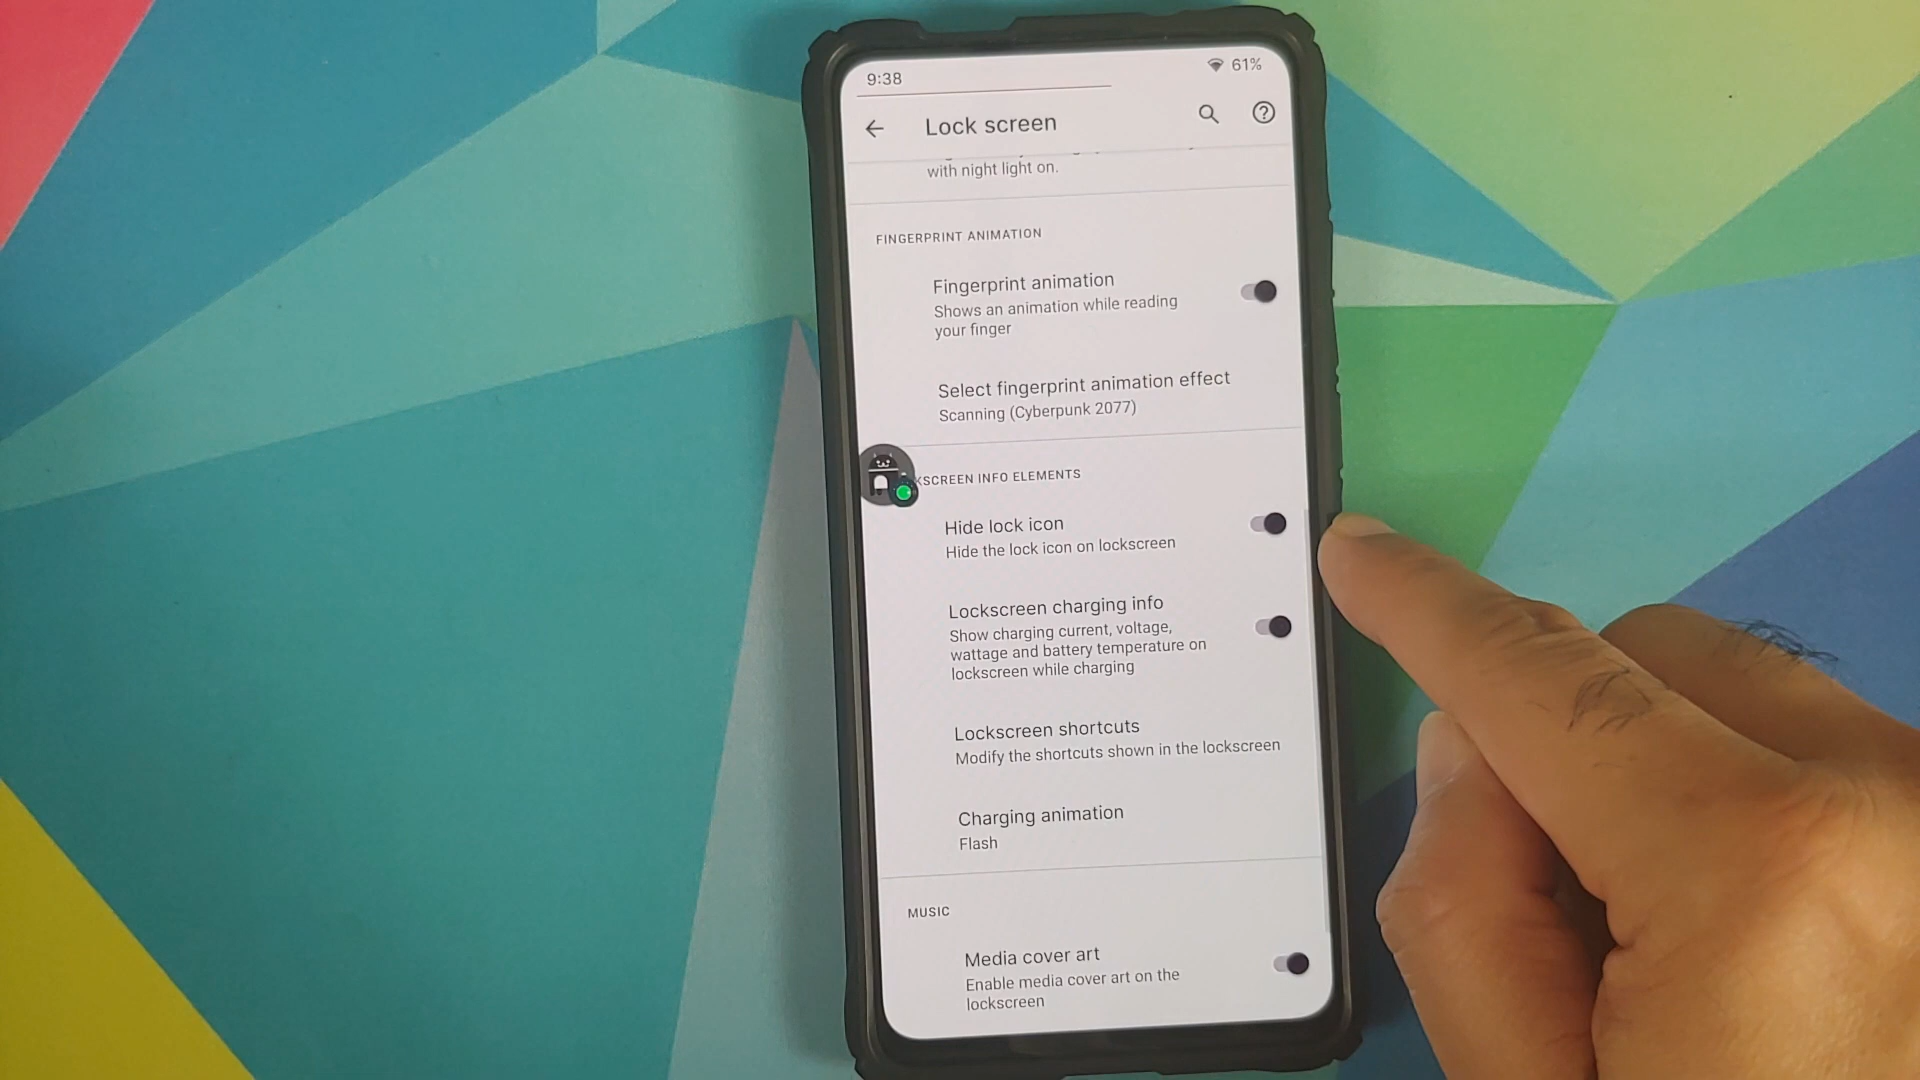 9:38
61%
Lock screen
with night light on.
FINGERPRINT ANIMATION
Fingerprint animation
Shows an animation while reading
your finger
Select fingerprint animation effect
Scanning (Cyberpunk 2077)
KSCREEN INFO ELEMENTS
Hide lock icon
Hide the lock icon on lockscreen
Lockscreen charging info
Show charging current, voltage,
wattage and battery temperature on
lockscreen while charging
Lockscreen shortcuts
Modify the shortcuts shown in the lockscreen
Charging animation
Flash
MUSIC
Media cover art
Enable media cover art on the
lockscreen